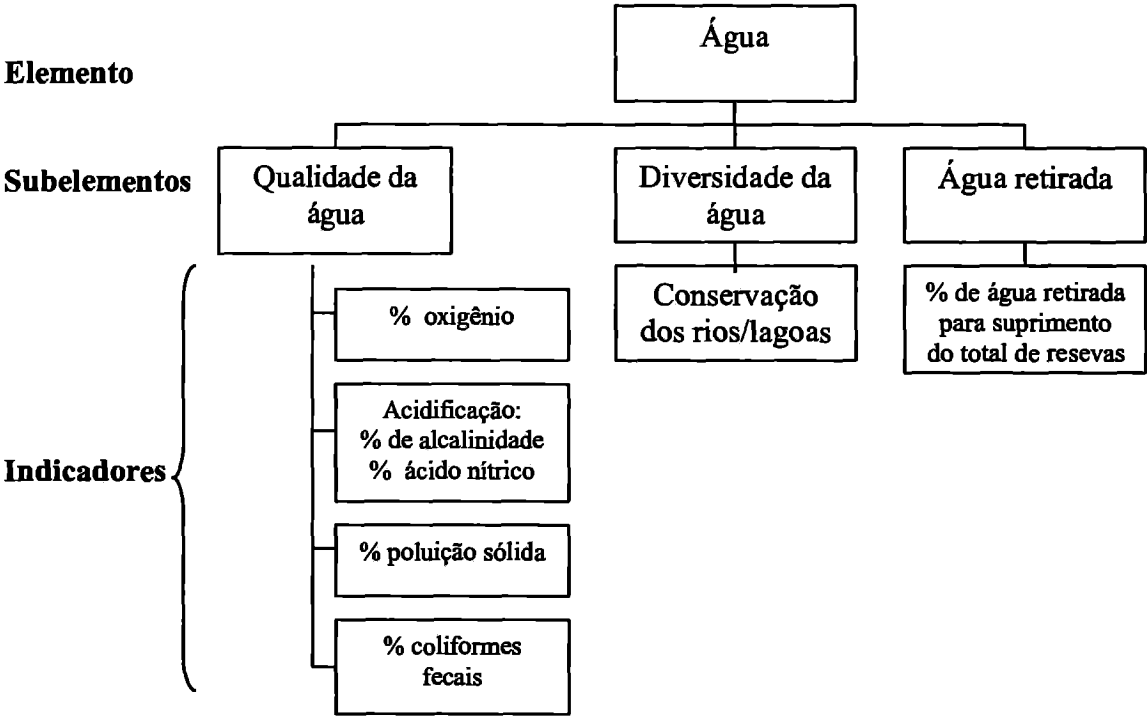 Água
Elemento
Subelementos
Qualidade da
água
Diversidade da
água
Água retirada
Conservação
dos rios/lagoas
% de água retirada
para suprimento
do total de resevas
Indicadores
% oxigênio
Acidificação:
% de alcalinidade
% ácido nítrico
% poluição sólida
% coliformes
fecais